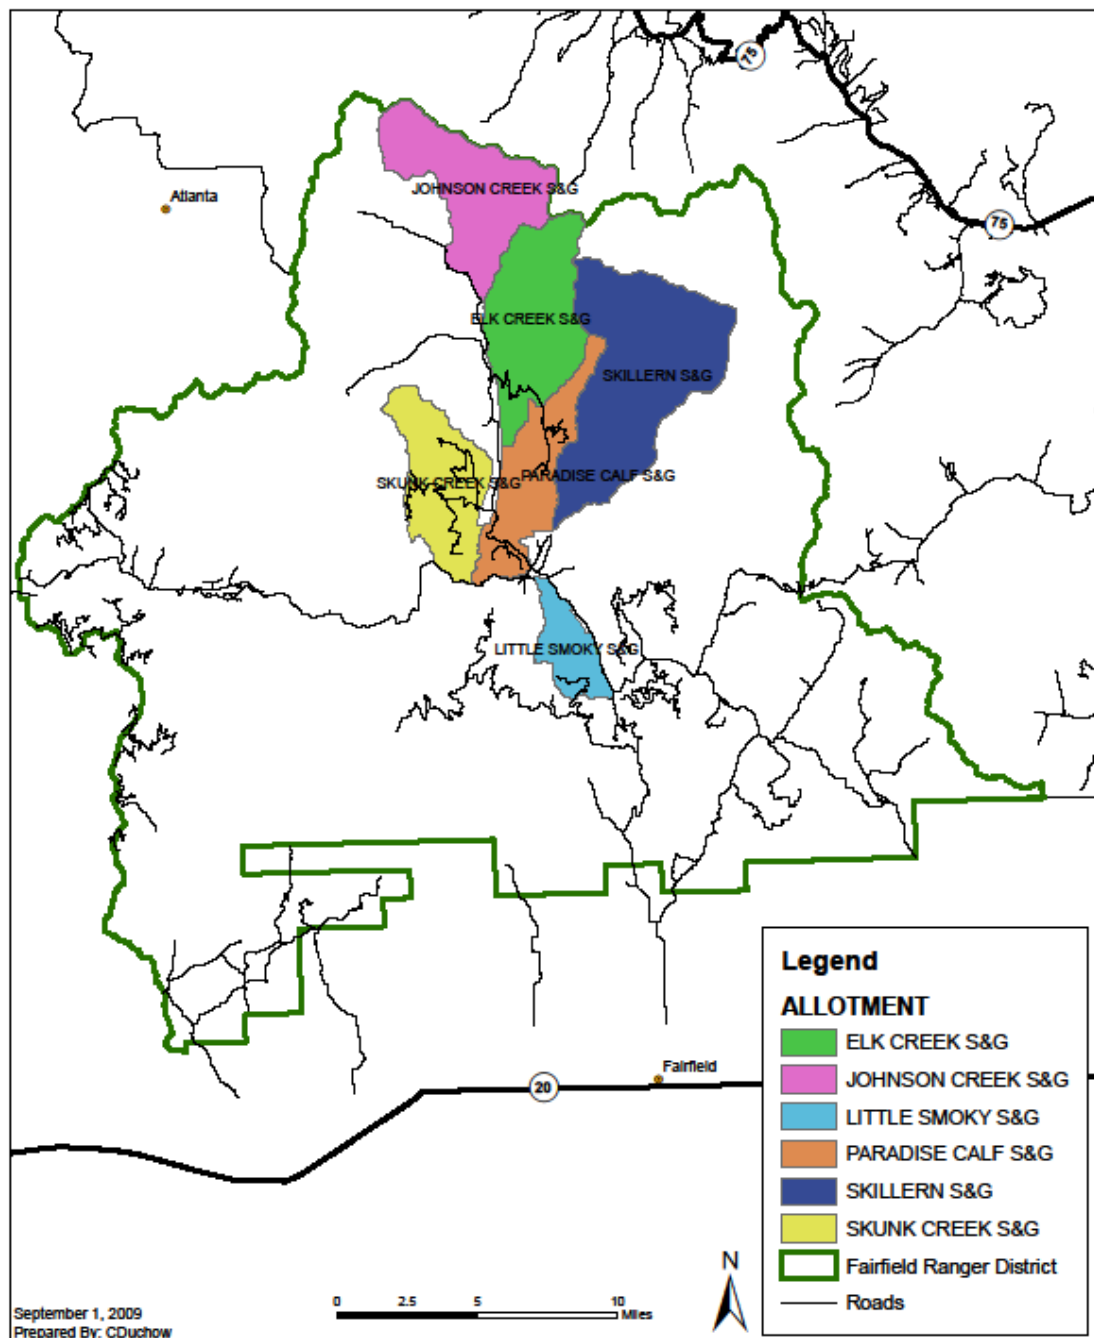 75
Atlanta
JOHNSON CREEK S&G
75
ELK CREEK S&G
SKILLERN S&G
PARADISE CALF S&G
SKUNK CREEK S&G
LITTLE SMOKY S&G
Fairfield
20
Legend
ALLOTMENT
ELK CREEK S&G
JOHNSON CREEK S&G
LITTLE SMOKY S&G
PARADISE CALF S&G
SKILLERN S&G
SKUNK CREEK S&G
Fairfield Ranger District
Roads
N
0 2.5 5 10
Miles
September 1, 2009
Prepared By: CDuchow